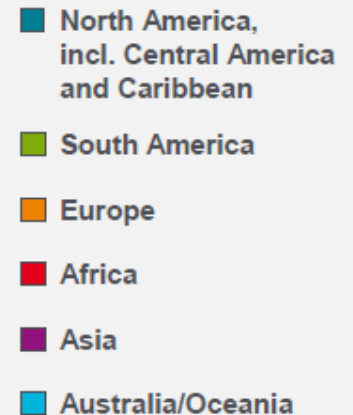 North America,
incl. Central America
and Caribbean
South America
Europe
Africa
Asia
Australia/Oceania